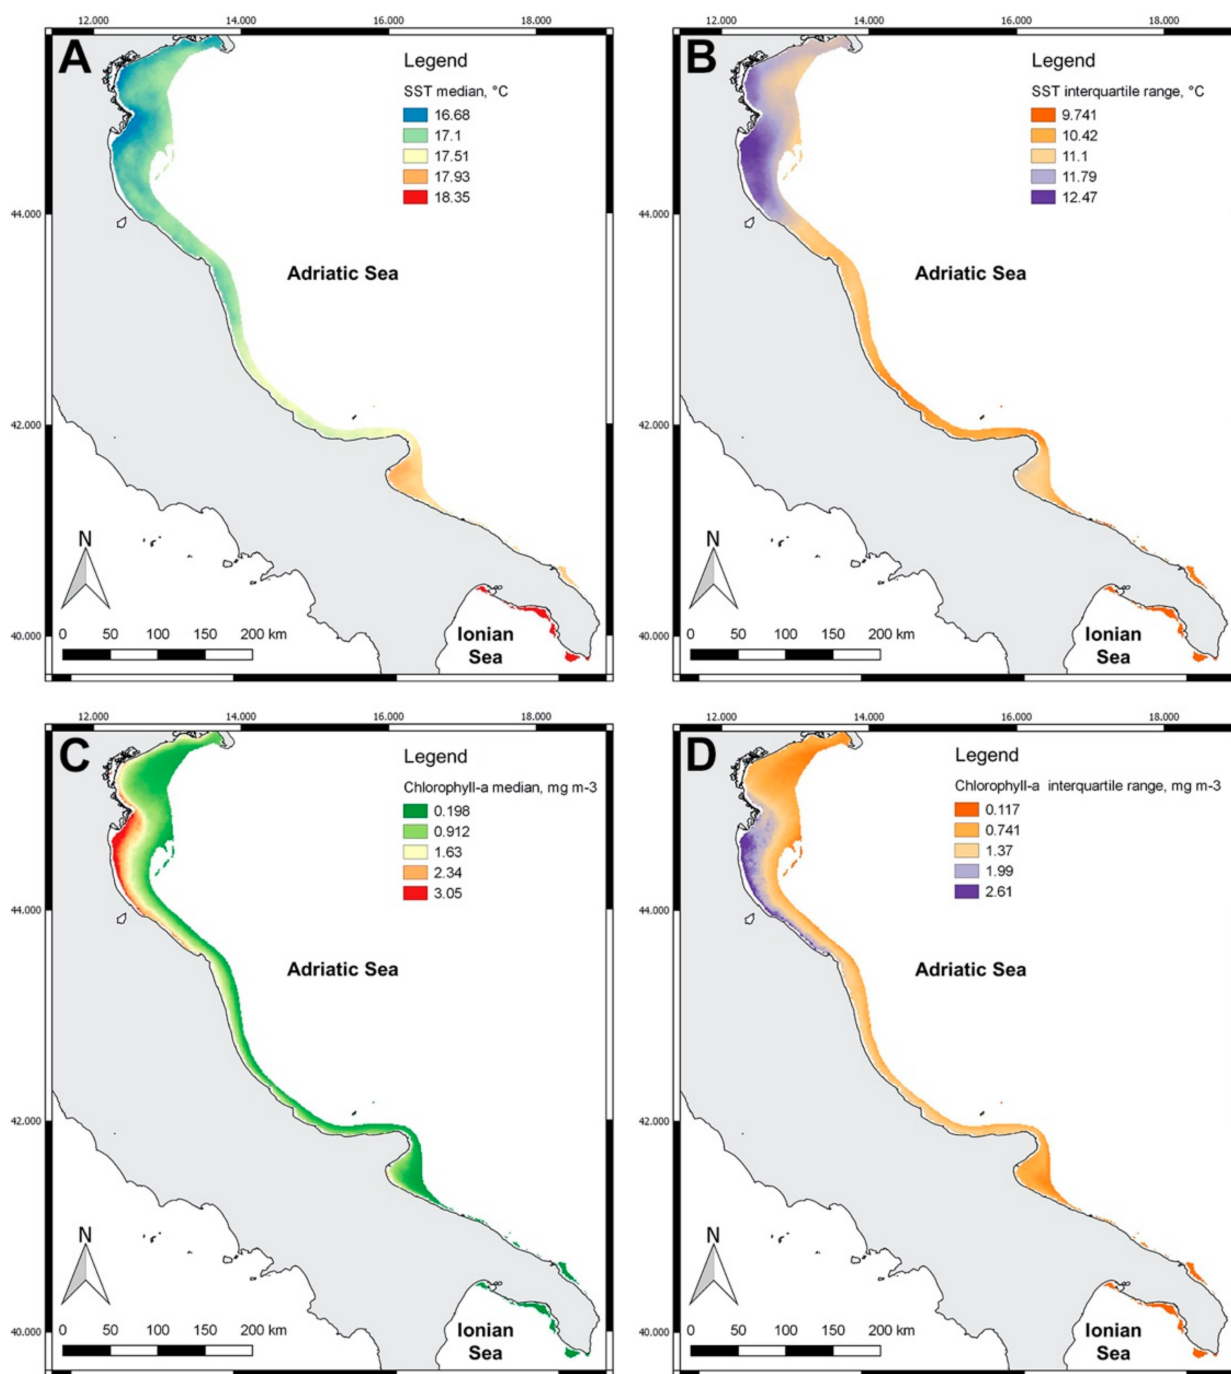 12.000 14.000 16.000 18.000
A
Legend
SST median, °C
16.68
17.1
17.51
17.93
18.35
44.000
Adriatic Sea
42.000
N
40.000
0 50 100 150 200 km
Ionian
Sea
12.000 14.000 16.000 18.000
B
Legend
SST interquartile range, °C
9.741
10.42
11.1
11.79
12.47
44.000
Adriatic Sea
42.000
N
40.000
0 50 100 150 200 km
Ionian
Sea
12.000 14.000 16.000 18.000
C
Legend
Chlorophyll-a median, mg m-3
0.198
0.912
1.63
2.34
3.05
44.000
Adriatic Sea
42.000
N
40.000
0 50 100 150 200 km
Ionian
Sea
12.000 14.000 16.000 18.000
D
Legend
Chlorophyll-a interquartile range, mg m-3
0.117
0.741
1.37
1.99
2.61
44.000
Adriatic Sea
42.000
N
40.000
0 50 100 150 200 km
Ionian
Sea